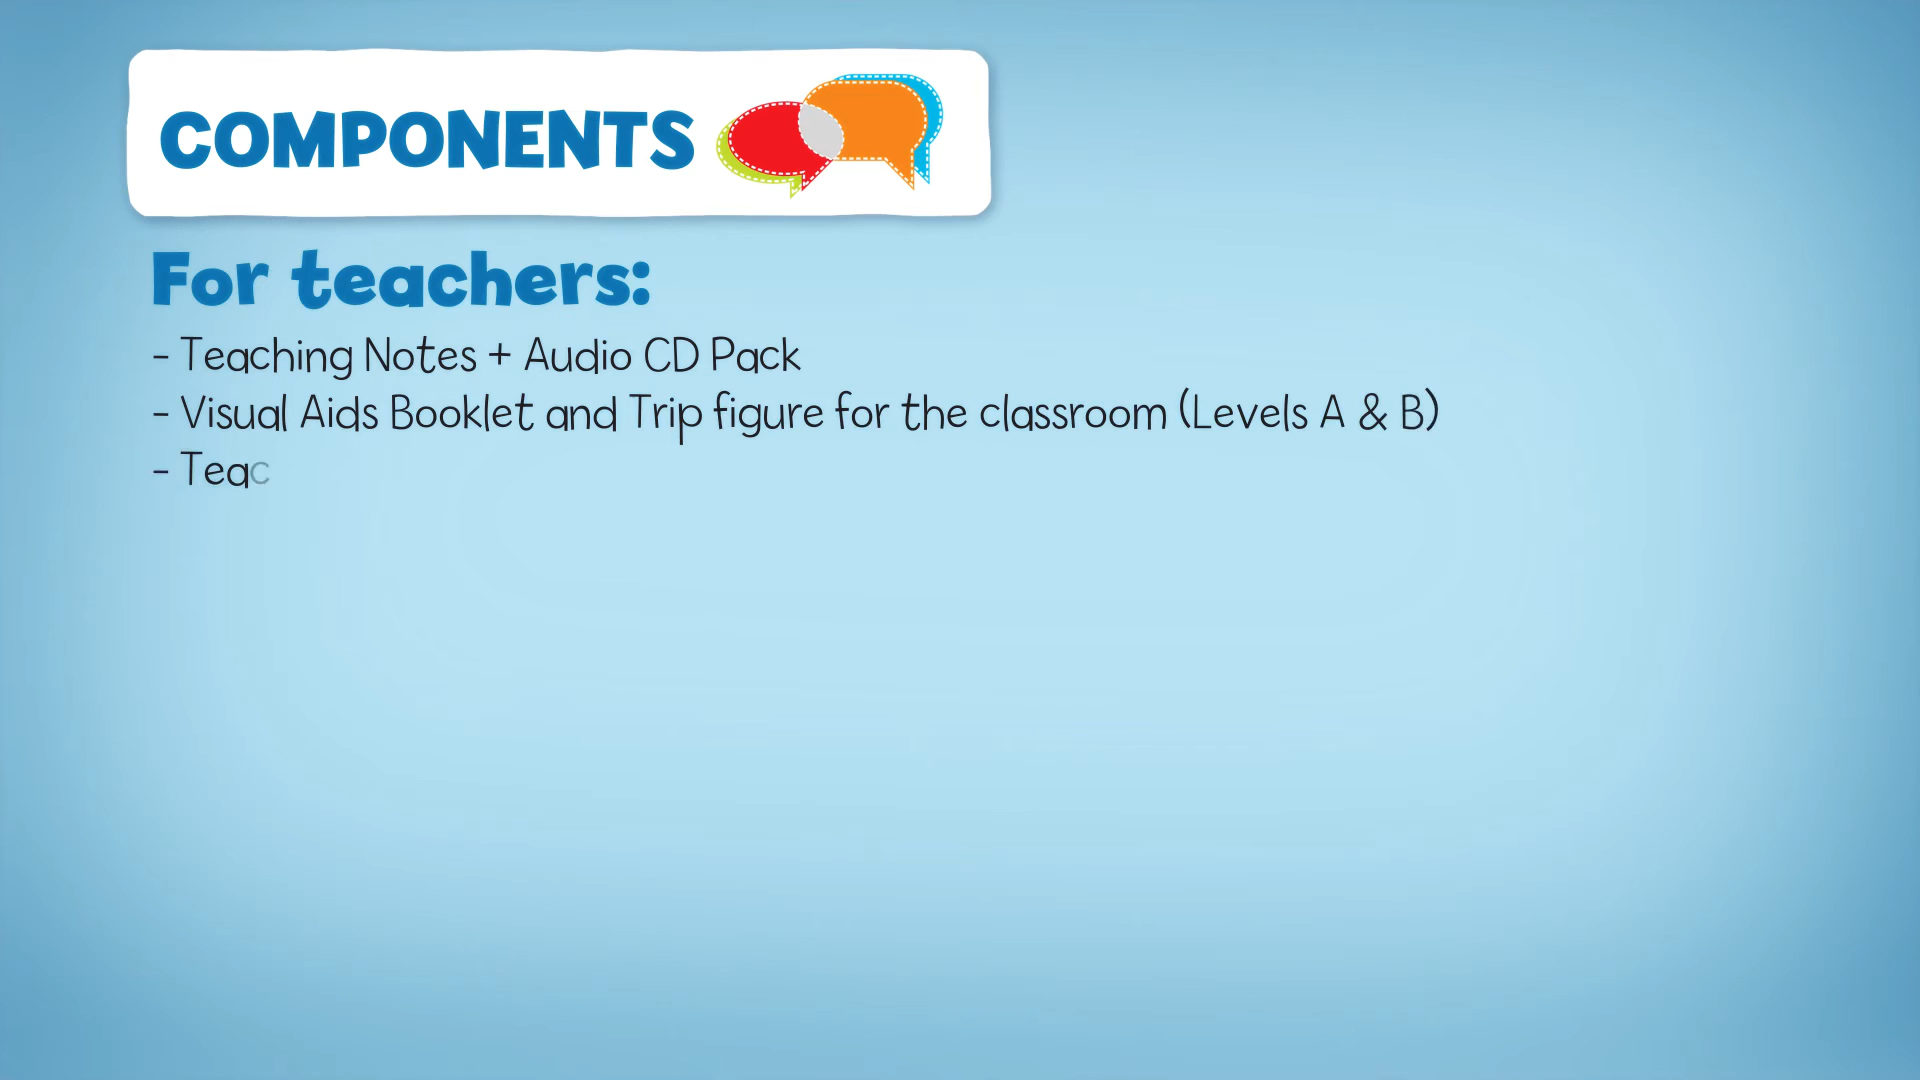 COMPONENTS
For teachers:
- Teaching Notes + Audio CD Pack
- Visual Aids Booklet and Trip figure for the classroom (Levels A & B)
- Teac